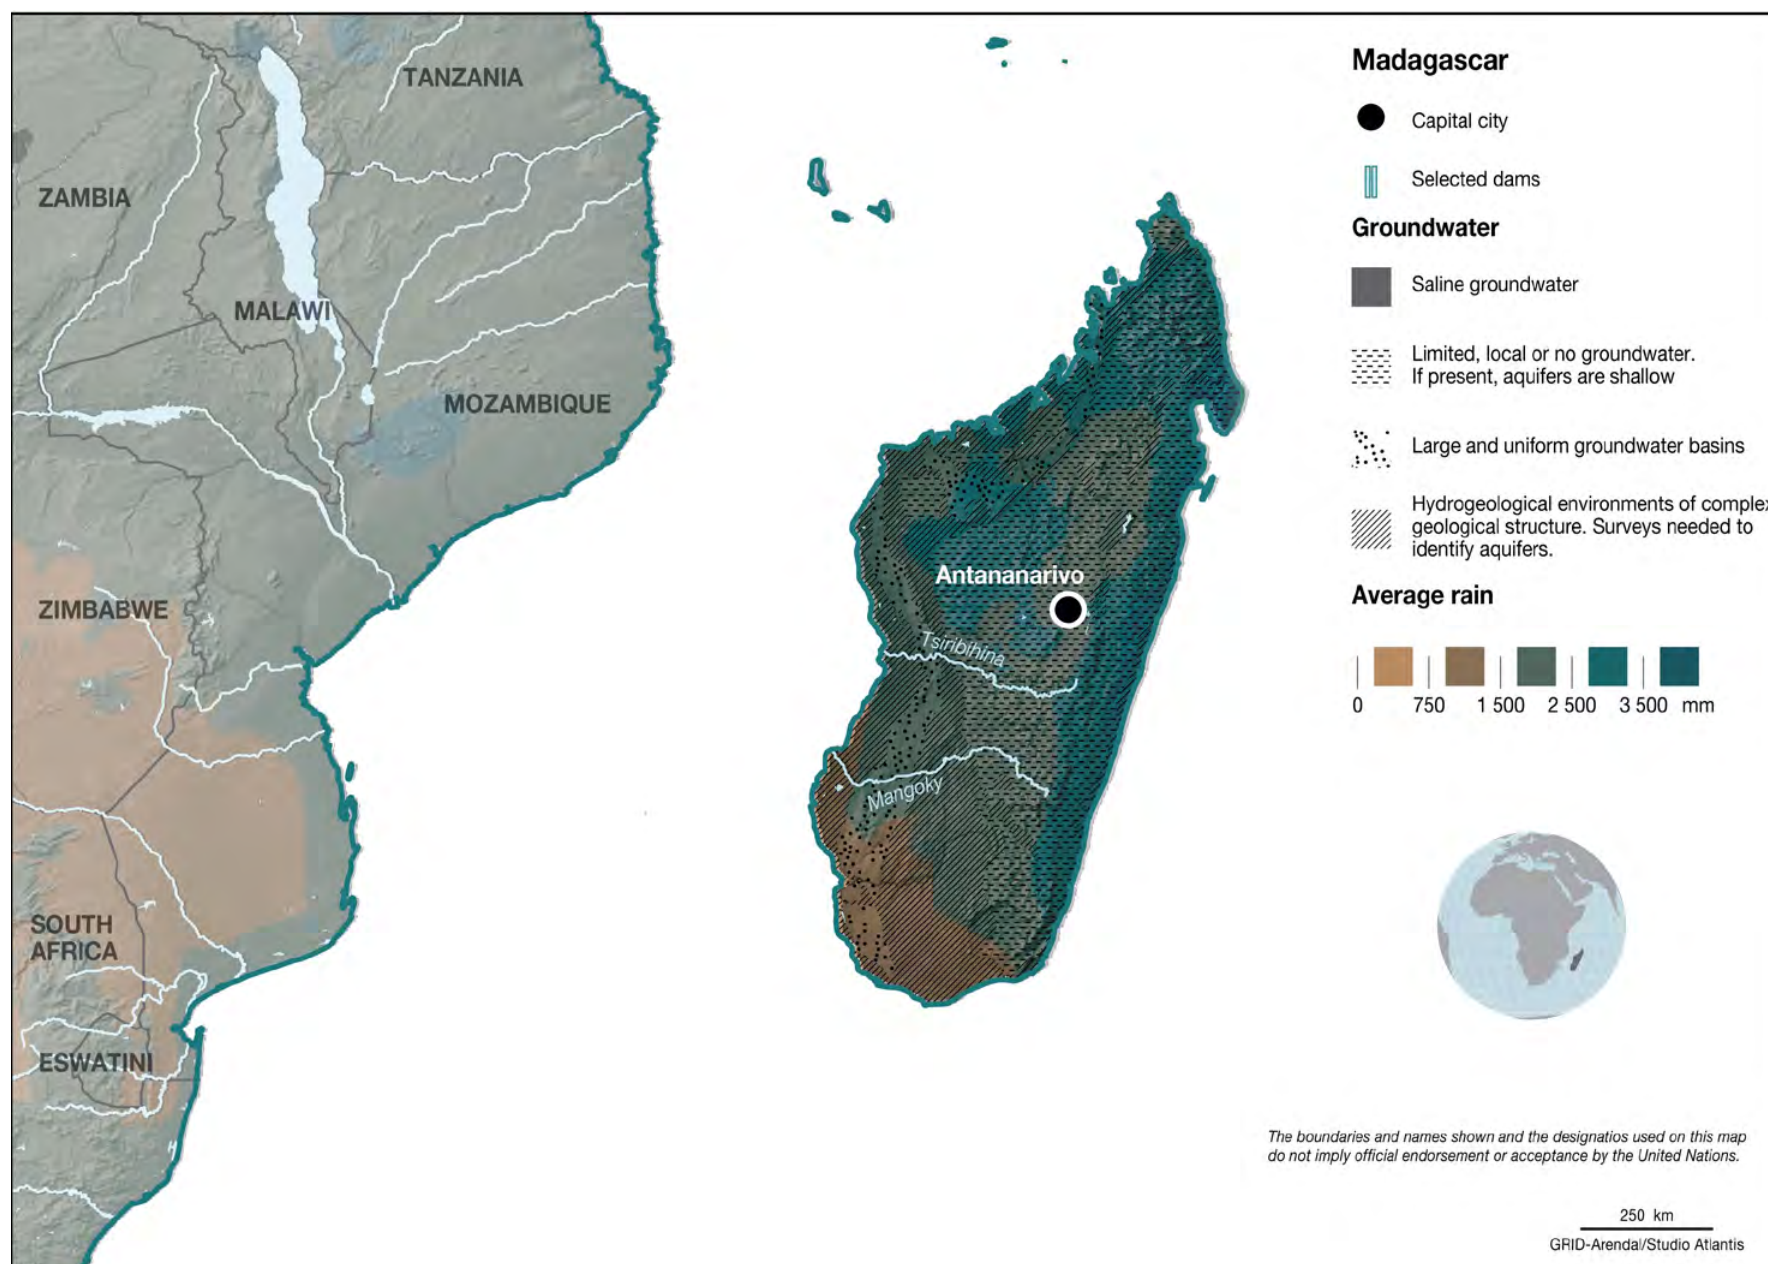 TANZANIA
ZAMBIA
MALAWI
MOZAMBIQUE
ZIMBABWE
SOUTH
AFRICA
ESWATINI
Antananarivo
Tsiribihina
Mangoky
Madagascar
Capital city
Selected dams
Groundwater
Saline groundwater
Limited, local or no groundwater.
If present, aquifers are shallow
Large and uniform groundwater basins
Hydrogeological environments of complex
geological structure. Surveys needed to
identify aquifers.
Average rain
0 750 1 500 2 500 3 500 mm
The boundaries and names shown and the designatios used on this map
do not imply official endorsement or acceptance by the United Nations.
250 km
GRID-Arendal/Studio Atlantis